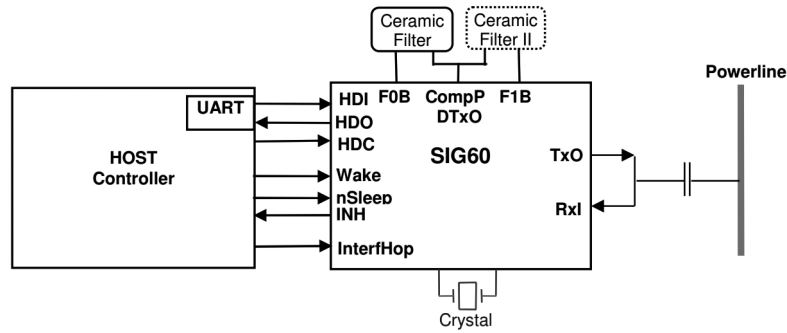 Ceramic
Filter
Ceramic
Filter II
Powerline
UART
HOST
Controller
HDI
F0B
CompP
DTxO
F1B
HDO
HDC
SIG60
TxO
Wake
nSleep
INH
RxI
InterfHop
Crystal